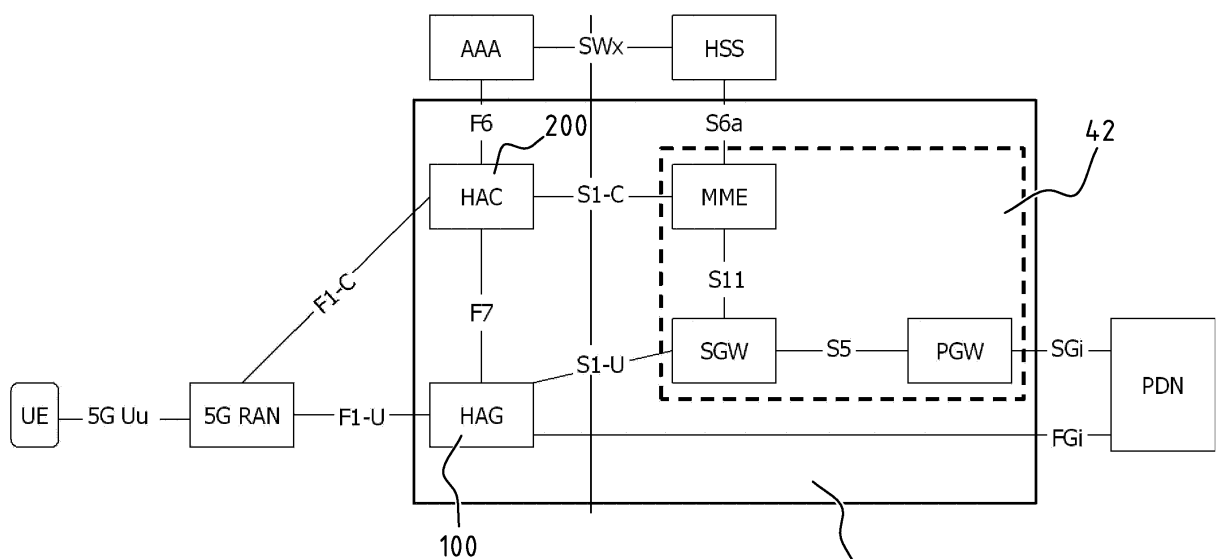 AAA SWx HSS
F6 200 S6a 42
HAC S1-C MME
F1-C F7 S11
S1-U SGW S5 PGW SGi PDN
UE 5G Uu 5G RAN F1-U HAG FGi
100